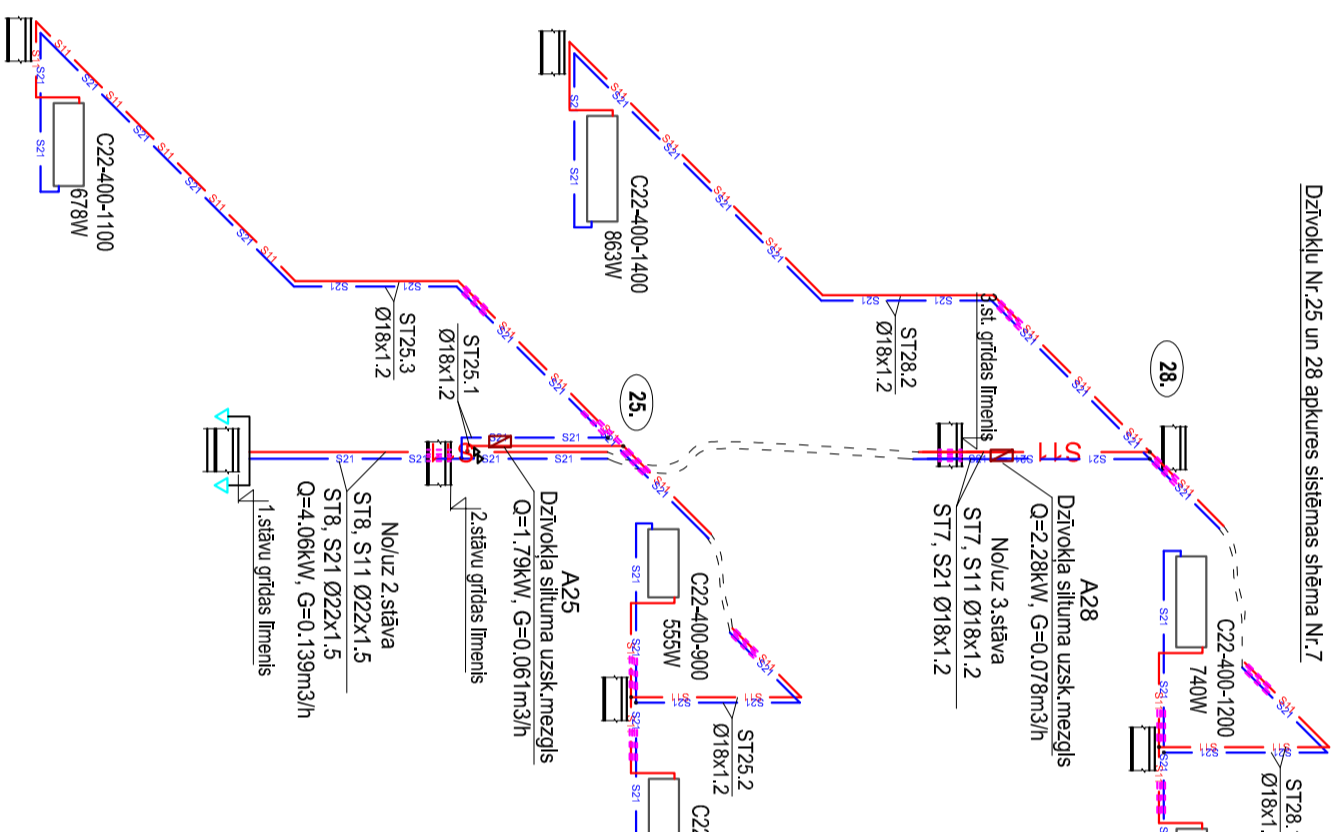 Dzīvokļu Nr.25 un 28 apkures sistēmas shēma Nr.7
28.
C22-400-1200
740W
ST28.
Ø18x1.
3.st. grīdas līmenis
S11
A28
Dzīvokļa siltuma uzsk.mezgls
Q=2.28kW, G=0.078m3/h
No/uz 3.stāva
ST7, S11 Ø18x1.2
ST7, S21 Ø18x1.2
ST28.2
Ø18x1.2
C22-400-1400
863W
25.
C22-400-900
555W
ST25.2
Ø18x1.2
C22
A25
Dzīvokļa siltuma uzsk.mezgls
Q=1.79kW, G=0.061m3/h
ST25.1
Ø18x1.2
2.stāvu grīdas līmenis
ST25.3
Ø18x1.2
No/uz 2.stāva
ST8, S11 Ø22x1.5
ST8, S21 Ø22x1.5
Q=4.06kW, G=0.139m3/h
1.stāvu grīdas līmenis
C22-400-1100
678W
S11
S21